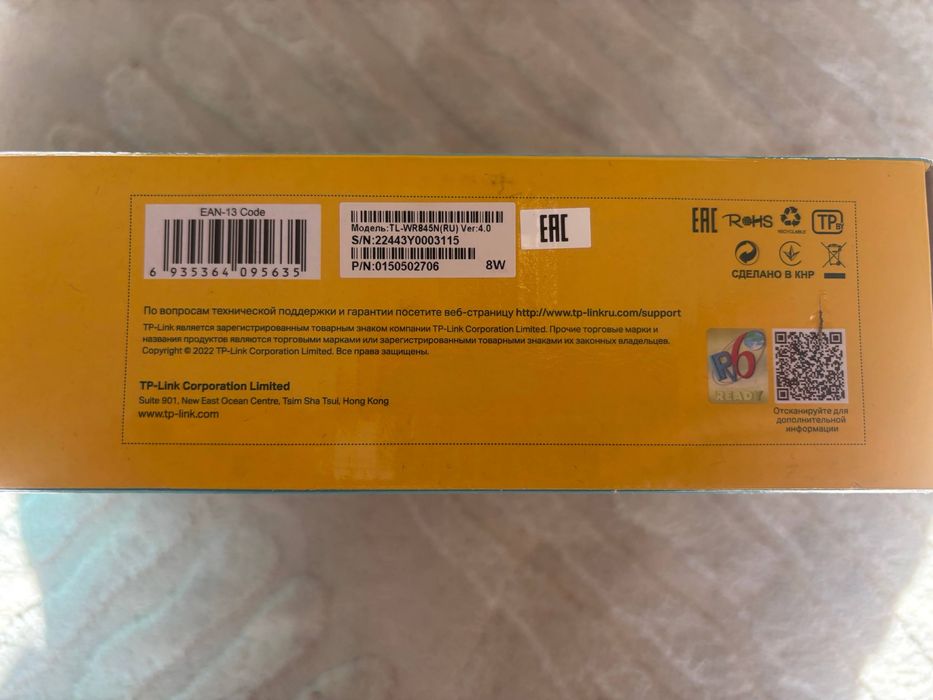 EAN-13 Code
6 935364 095635
Модель:TL-WR845N(RU) Ver:4.0
S/N:22443Y0003115
P/N:0150502706 8W
EAC
EAC RoHS RECYCLABLE TP BY
СДЕЛАНО В КНР
По вопросам технической поддержки и гарантии посетите веб-страницу http://www.tp-linkru.com/support
TP-Link является зарегистрированным товарным знаком компании TP-Link Corporation Limited. Прочие торговые марки и
названия продуктов являются торговыми марками или зарегистрированными товарными знаками их законных владельцев.
Copyright © 2022 TP-Link Corporation Limited. Все права защищены.
TP-Link Corporation Limited
Suite 901, New East Ocean Centre, Tsim Sha Tsui, Hong Kong
www.tp-link.com
IPv6
READY
Отсканируйте для
дополнительной
информации